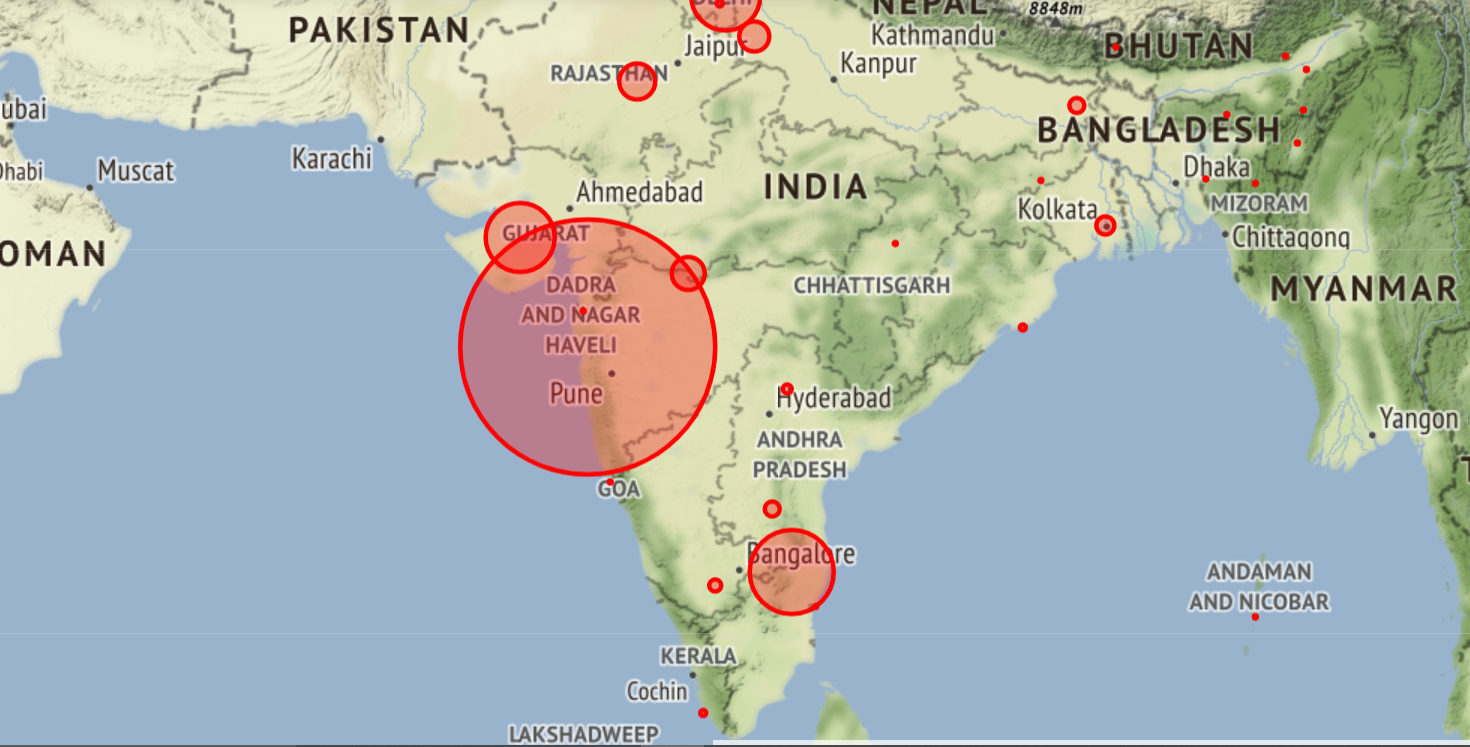 DELHI
NEPAL
8848m
PAKISTAN
Jaipur
Kathmandu
BHUTAN
Kanpur
RAJASTHAN
ubai
BANGLADESH
Karachi
Muscat
Dhabi
Dhaka
INDIA
Ahmedabad
MIZORAM
Kolkata
GUJARAT
Chittagong
OMAN
DADRA
AND NAGAR
HAVELI
CHHATTISGARH
MYANMAR
Pune
Hyderabad
Yangon
ANDHRA
PRADESH
GOA
Bangalore
ANDAMAN
AND NICOBAR
KERALA
Cochin
LAKSHADWEEP